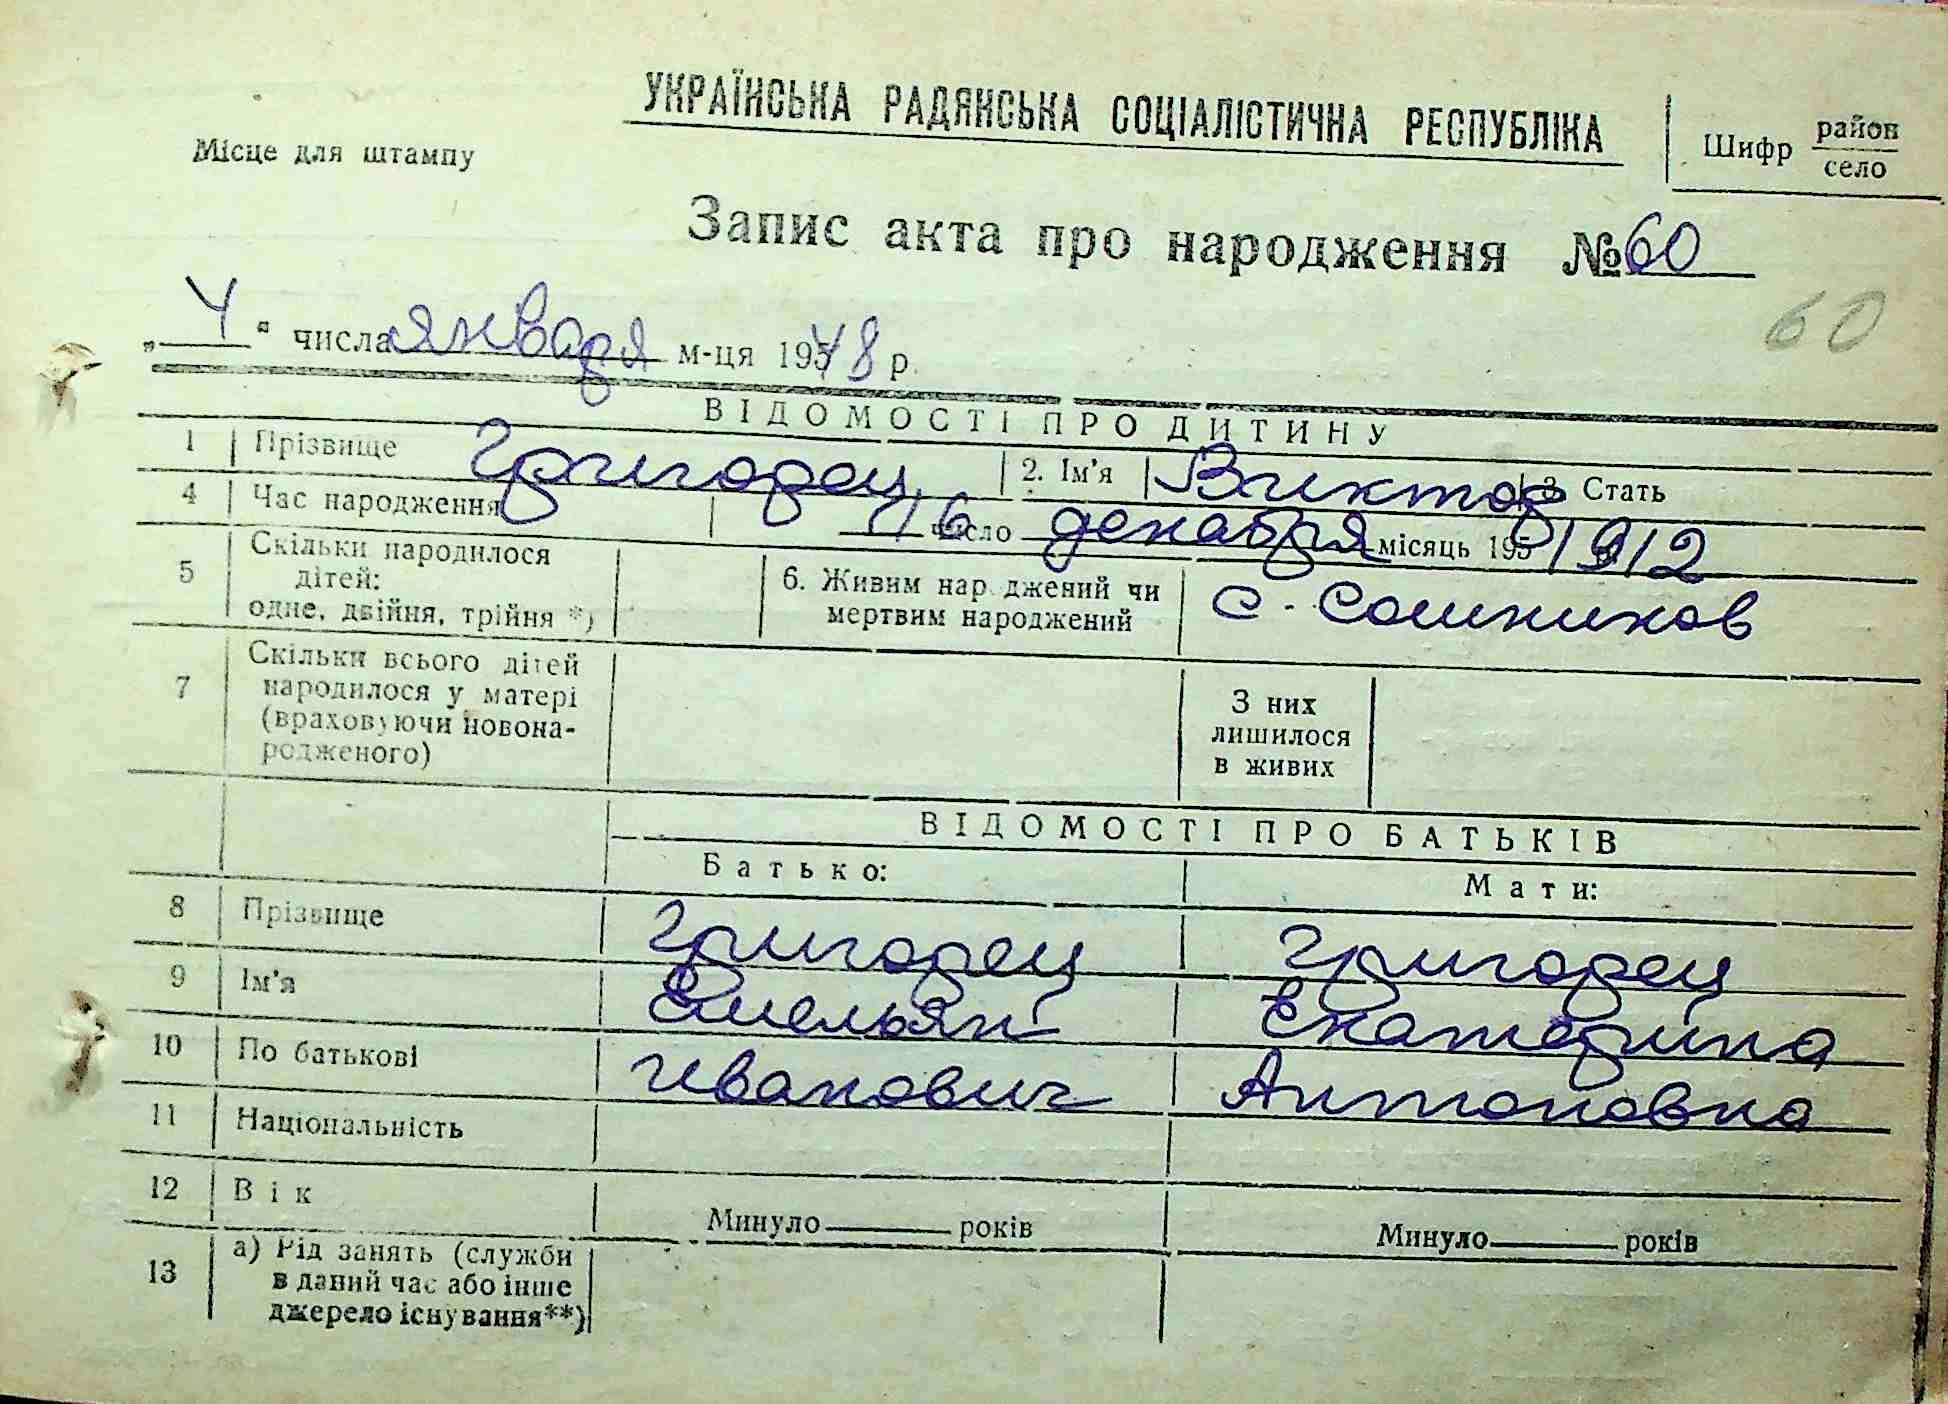 УКРАЇНСЬКА РАДЯНСЬКА СОЦІАЛІСТИЧНА РЕСПУБЛІКА
Місце для штампу
Шифр район
село
Запис акта про народження № 60
60
„ 4 " числа января м-ця 1948 р.
ВІДОМОСТІ ПРО ДИТИНУ
1 Прізвище Григорец 2. Ім'я Виктор 3. Стать
4 Час народження 16 число декабря місяць 195 1912
5 Скільки народилося дітей: одне, двійня, трійня *)
6. Живим народжений чи мертвим народжений с. Сошников
7 Скільки всього дітей народилося у матері (враховуючи новонародженого)
З них лишилося в живих
ВІДОМОСТІ ПРО БАТЬКІВ
Батько: Мати:
8 Прізвище Григорец Григорец
9 Ім'я Емельян Екатерина
10 По батькові Иванович Антоновна
11 Національність
12 Вік Минуло років Минуло років
13 а) Рід занять (служби в даний час або інше джерело існування**)